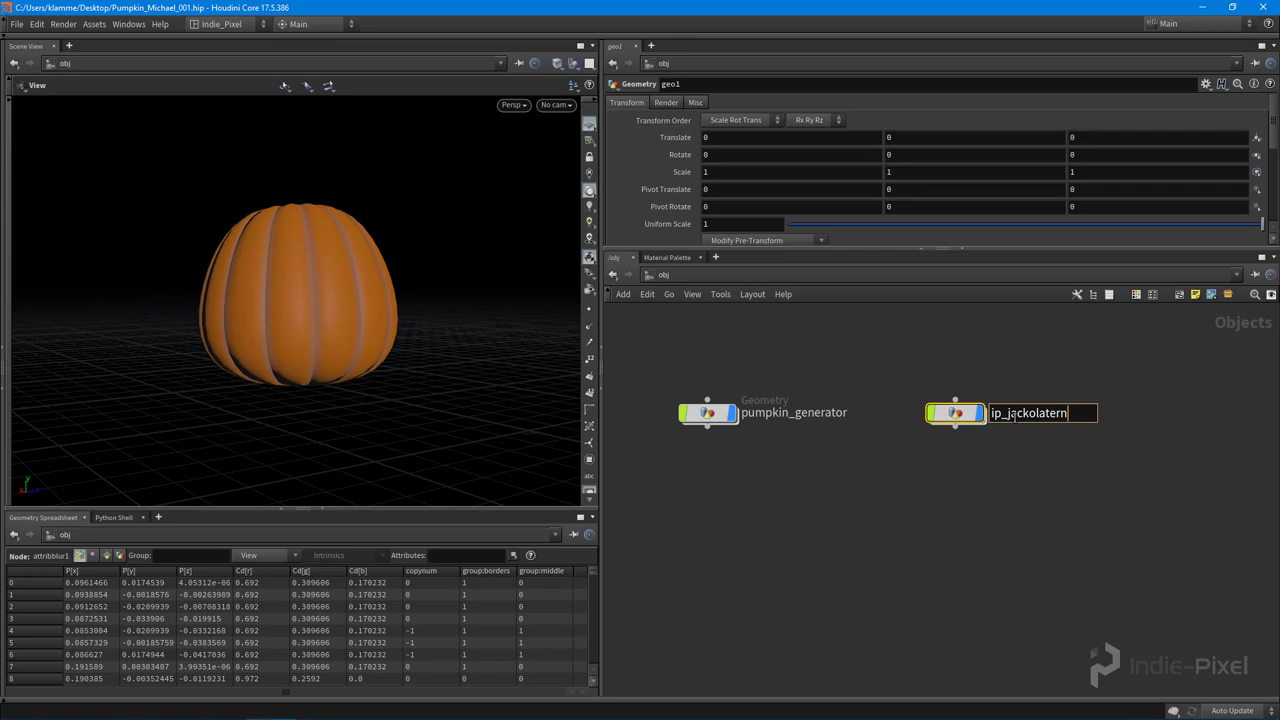 C:/Users/klamme/Desktop/Pumpkin_Michael_001.hip - Houdini Core 17.5.386
File Edit Render Assets Windows Help Indie_Pixel Main Main
Scene View
obj
View
Persp No cam
geo1
obj
Geometry geo1
Transform Render Misc
Transform Order Scale Rot Trans Rx Ry Rz
Translate 0 0 0
Rotate 0 0 0
Scale 1 1 1
Pivot Translate 0 0 0
Pivot Rotate 0 0 0
Uniform Scale 1
Modify Pre-Transform
/obj Material Palette
obj
Add Edit Go View Tools Layout Help
Objects
Geometry
pumpkin_generator
ip_jackolatern
12
abc
y
Geometry Spreadsheet Python Shell
obj
Node: attribblur1 Group: View Intrinsics Attributes:
P[x] P[y] P[z] Cd[r] Cd[g] Cd[b] copynum group:borders group:middle
0 0.0961466 0.0174539 4.05312e-06 0.692 0.309606 0.170232 0 1 0
1 0.0938854 -0.0018576 -0.00263989 0.692 0.309606 0.170232 0 1 0
2 0.0912652 -0.0209939 -0.00708318 0.692 0.309606 0.170232 0 1 0
3 0.0872531 -0.033906 -0.019915 0.692 0.309606 0.170232 0 1 0
4 0.0853004 -0.0209939 -0.0332168 0.692 0.309606 0.170232 -1 1 1
5 0.0857329 -0.00185759 -0.0383569 0.692 0.309606 0.170232 -1 1 1
6 0.086627 0.0174944 -0.0417036 0.692 0.309606 0.170232 -1 1 1
7 0.191589 0.00303407 3.99351e-06 0.972 0.2592 0.0 0 0 0
8 0.190385 -0.00352445 -0.0119231 0.972 0.2592 0.0 0 0 0
Indie-Pixel
Auto Update